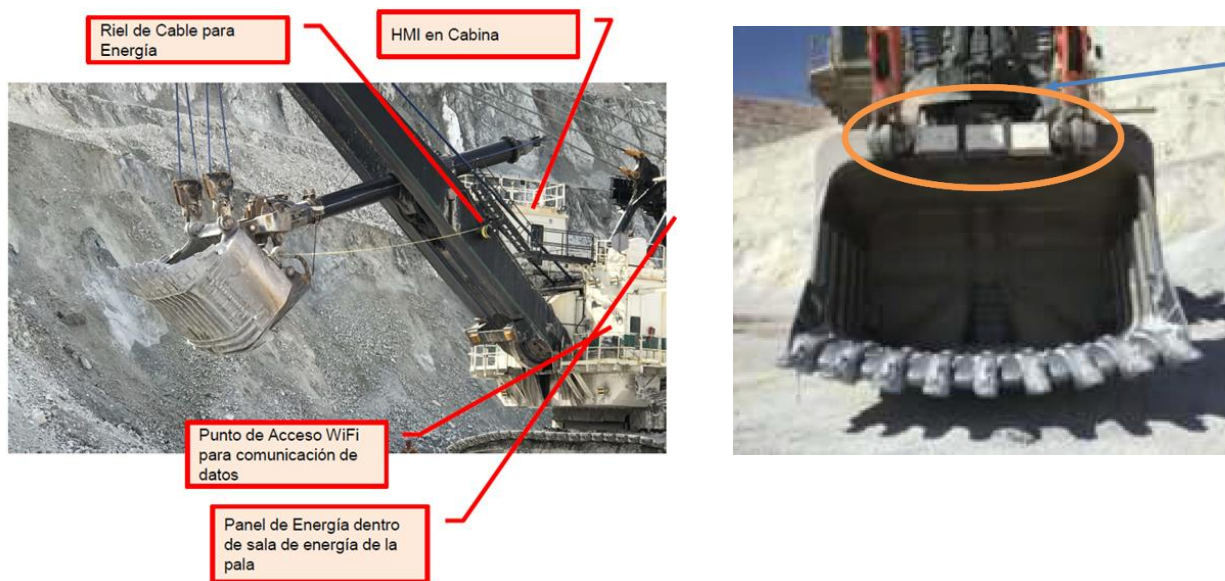 Riel de Cable para
Energía
HMI en Cabina
Punto de Acceso WiFi
para comunicación de
datos
Panel de Energía dentro
de sala de energía de la
pala